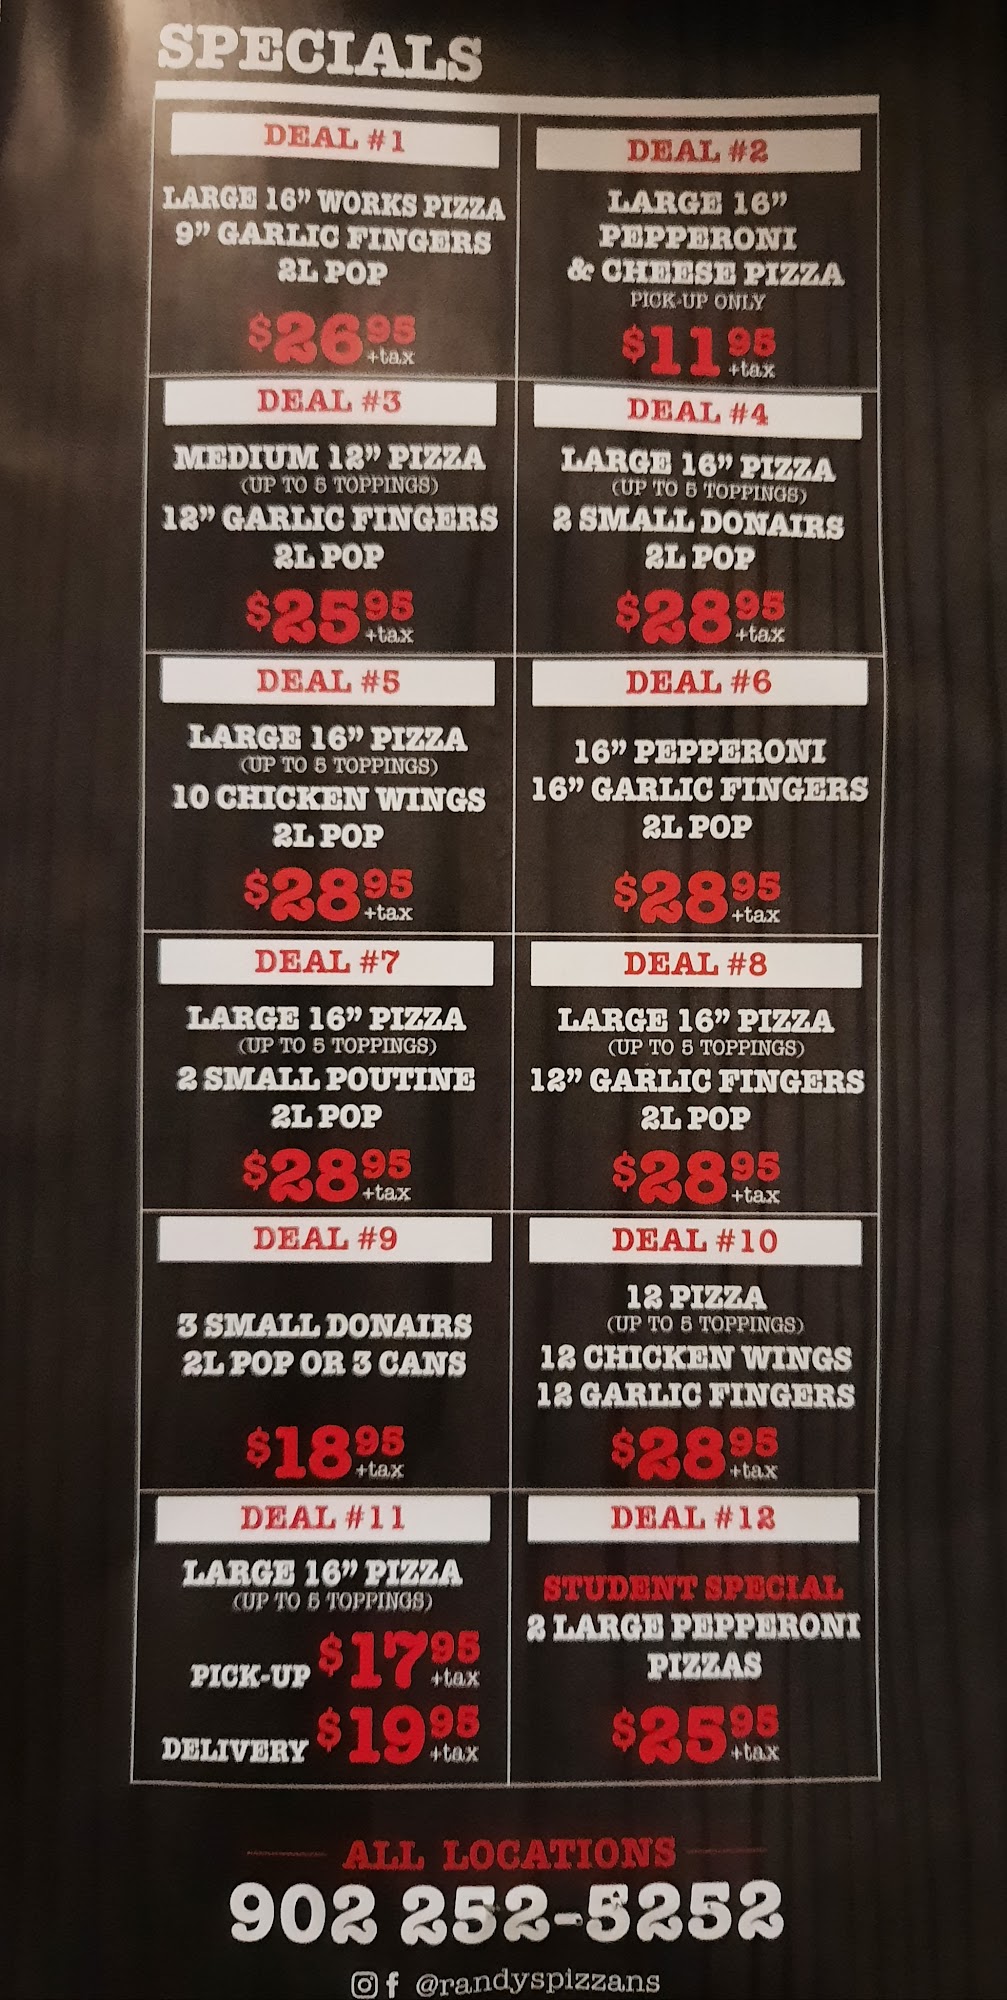 SPECIALS
DEAL #1
LARGE 16” WORKS PIZZA
9” GARLIC FINGERS
2L POP
$26.95
+tax
DEAL #2
LARGE 16”
PEPPERONI
& CHEESE PIZZA
PICK-UP ONLY
$11.95
+tax
DEAL #3
MEDIUM 12” PIZZA
(UP TO 5 TOPPINGS)
12” GARLIC FINGERS
2L POP
$25.95
+tax
DEAL #4
LARGE 16” PIZZA
(UP TO 5 TOPPINGS)
2 SMALL DONAIRS
2L POP
$28.95
+tax
DEAL #5
LARGE 16” PIZZA
(UP TO 5 TOPPINGS)
10 CHICKEN WINGS
2L POP
$28.95
+tax
DEAL #6
16” PEPPERONI
16” GARLIC FINGERS
2L POP
$28.95
+tax
DEAL #7
LARGE 16” PIZZA
(UP TO 5 TOPPINGS)
2 SMALL POUTINE
2L POP
$28.95
+tax
DEAL #8
LARGE 16” PIZZA
(UP TO 5 TOPPINGS)
12” GARLIC FINGERS
2L POP
$28.95
+tax
DEAL #9
3 SMALL DONAIRS
2L POP OR 3 CANS
$18.95
+tax
DEAL #10
12 PIZZA
(UP TO 5 TOPPINGS)
12 CHICKEN WINGS
12 GARLIC FINGERS
$28.95
+tax
DEAL #11
LARGE 16” PIZZA
(UP TO 5 TOPPINGS)
PICK-UP $17.95
+tax
DELIVERY $19.95
+tax
DEAL #12
STUDENT SPECIAL
2 LARGE PEPPERONI
PIZZAS
$25.95
+tax
ALL LOCATIONS
902 252-5252
@randyspizzans